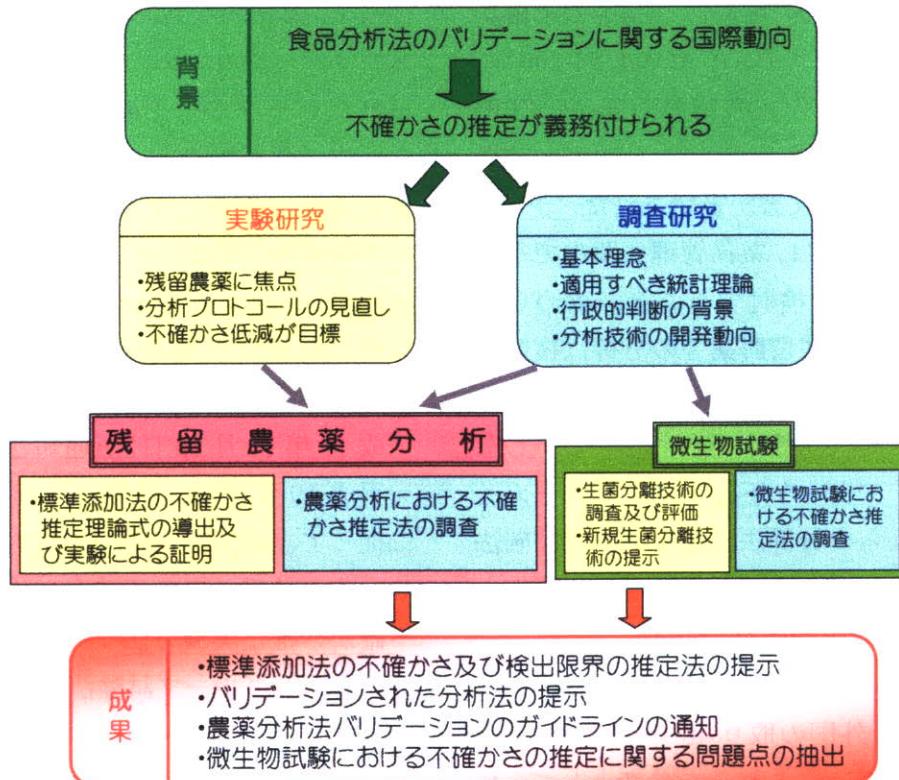 背景
食品分析法のバリデーションに関する国際動向
不確かさの推定が義務付けられる
実験研究
・残留農薬に焦点
・分析プロトコールの見直し
・不確かさ低減が目標
調査研究
・基本理念
・適用すべき統計理論
・行政的判断の背景
・分析技術の開発動向
残留農薬分析
・標準添加法の不確かさ
推定理論式の導出及
び実験による証明
・農薬分析における不確
かさ推定法の調査
微生物試験
・生菌分離技術の
調査及び評価
・新規生菌分離技
術の提示
・微生物試験にお
ける不確かさ推
定法の調査
成果
・標準添加法の不確かさ及び検出限界の推定法の提示
・バリデーションされた分析法の提示
・農薬分析法バリデーションのガイドラインの通知
・微生物試験における不確かさの推定に関する問題点の抽出